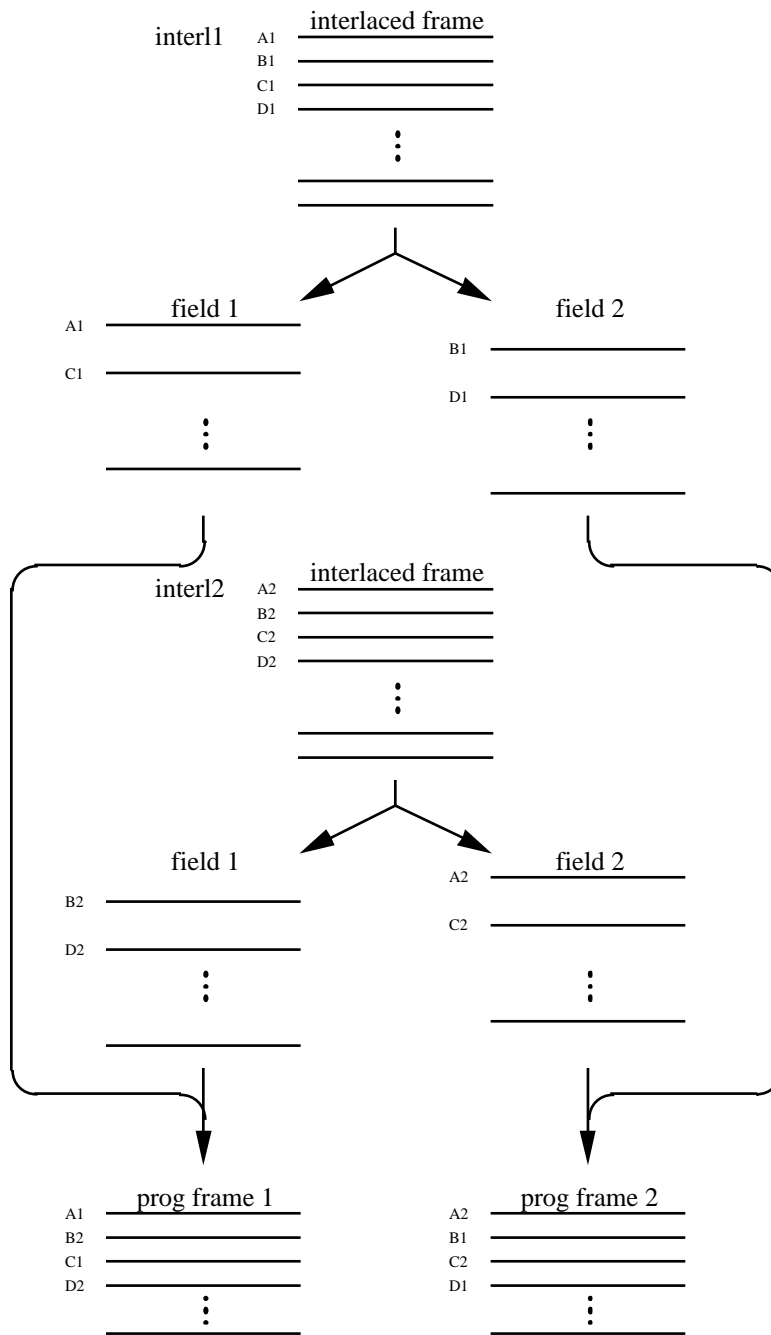 interlaced frame
interl1
A1
B1
C1
D1
field 1
A1
C1
field 2
B1
D1
interlaced frame
interl2
A2
B2
C2
D2
field 1
B2
D2
field 2
A2
C2
prog frame 1
A1
B2
C1
D2
prog frame 2
A2
B1
C2
D1